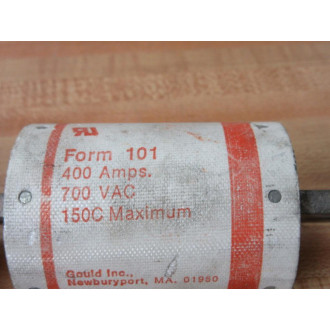 Form 101
400 Amps.
700 VAC
150C Maximum
Gould Inc.,
Newburyport, MA. 01950